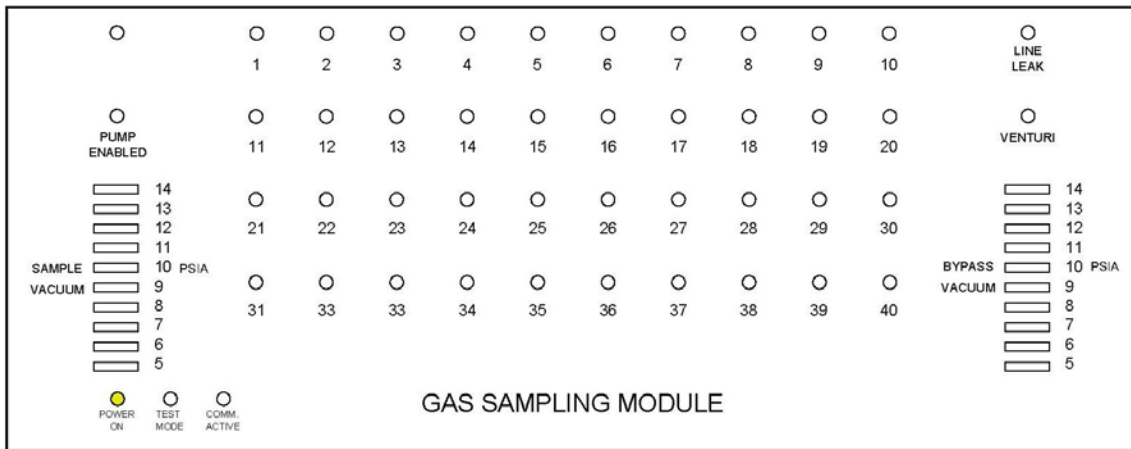 1 2 3 4 5 6 7 8 9 10
LINE
LEAK
PUMP
ENABLED
11 12 13 14 15 16 17 18 19 20
VENTURI
14
13
12
11
SAMPLE 10 PSIA
VACUUM 9
8
7
6
5
21 22 23 24 25 26 27 28 29 30
31 33 33 34 35 36 37 38 39 40
14
13
12
11
BYPASS 10 PSIA
VACUUM 9
8
7
6
5
POWER
ON
TEST
MODE
COMM.
ACTIVE
GAS SAMPLING MODULE